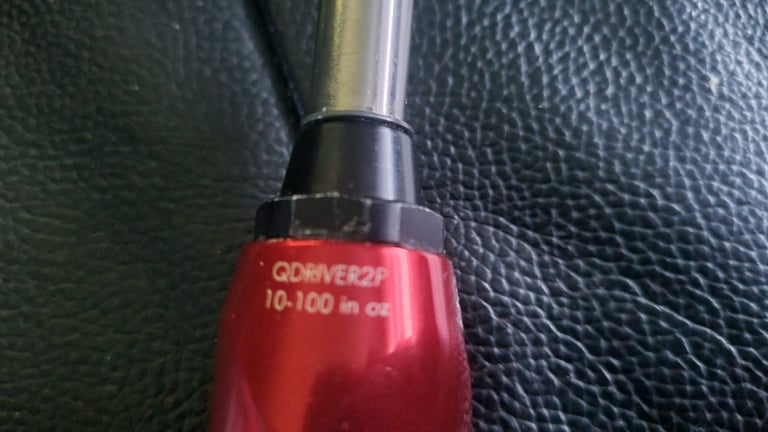 QDRIVER2P
10-100 in oz